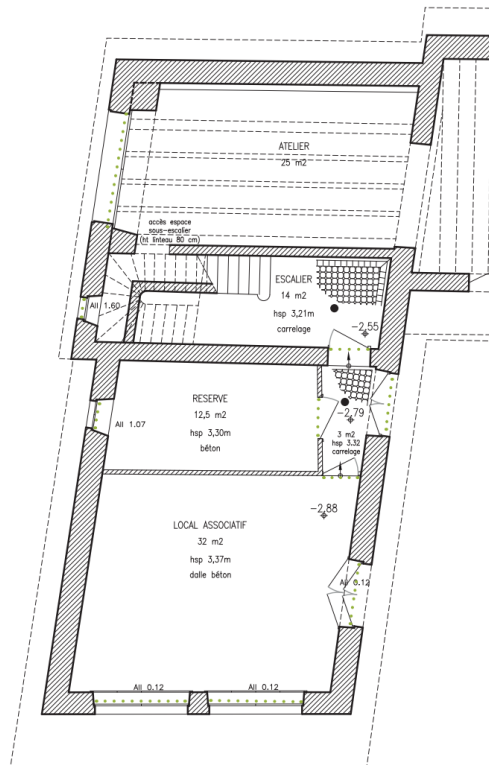 ATELIER
25 m2
accès espace
sous-escalier
(ht linteau 80 cm)
ESCALIER
14 m2
hsp 3,21m
carrelage
All 1.60
-2,55
RESERVE
12,5 m2
hsp 3,30m
béton
All 1.07
-2,79
3 m2
hsp 3.32
carrelage
-2,88
LOCAL ASSOCIATIF
32 m2
hsp 3,37m
dalle béton
All 0.12
All 0.12
All 0.12